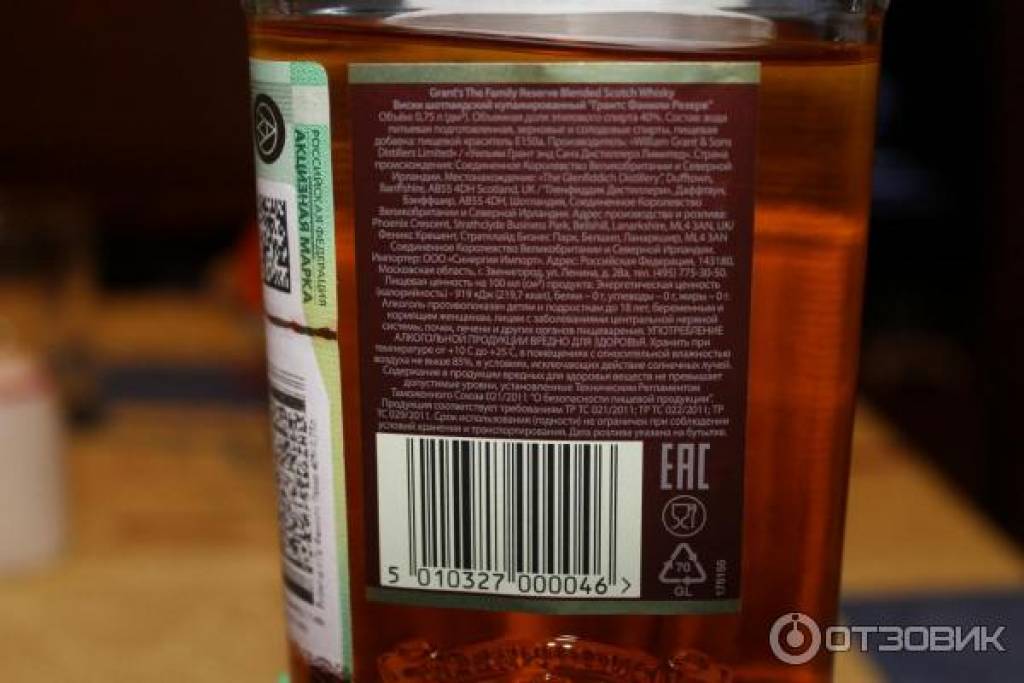 Grant's The Family Reserve Blended Scotch Whisky
Виски шотландский купажированный "Грантс Фэмили Резерв"
Объём 0,75 л (дм³). Объемная доля этилового спирта 40%. Состав: вода
питьевая подготовленная, зерновые и солодовые спирты, пищевая
добавка: пищевой краситель Е150а. Производитель: «William Grant & Sons
Distillers Limited» / «Вильям Грант энд Санз Дистиллерс Лимитед». Страна
происхождения: Соединенное Королевство Великобритании и Северной
Ирландии. Местонахождение: «The Glenfiddich Distillery", Dufftown,
Banffshire, AB55 4DH Scotland, UK / "Гленфиддик Дистиллери», Даффтаун,
Банффшир, AB55 4DH, Шотландия, Соединенное Королевство
Великобритании и Северной Ирландии. Адрес производства и розлива:
Phoenix Crescent, Strathclyde Business Park, Bellshill, Lanarkshire, ML4 3AN, UK/
Феникс Кресцент, Стратклайд Бизнес Парк, Белшил, Ланаркшир, ML4 3AN
Соединенное Королевство Великобритании и Северной Ирландии
Импортер: ООО «Синергия Импорт». Адрес: Российская Федерация, 143180,
Московская область, г. Звенигород, ул. Ленина, д. 28а, тел. (495) 775-30-50.
Пищевая ценность на 100 мл (см³) продукта: Энергетическая ценность
(калорийность) - 919 кДж (219,7 ккал), белки – 0 г, углеводы – 0 г, жиры – 0 г.
Алкоголь противопоказан детям и подросткам до 18 лет, беременным и
кормящим женщинам, лицам с заболеваниями центральной нервной
системы, почек, печени и других органов пищеварения. УПОТРЕБЛЕНИЕ
АЛКОГОЛЬНОЙ ПРОДУКЦИИ ВРЕДНО ДЛЯ ЗДОРОВЬЯ. Хранить при
температуре от +10 С до +25 С, в помещениях с относительной влажностью
воздуха не выше 85%, в условиях, исключающих действие солнечных лучей.
Содержание в продукции вредных для здоровья веществ не превышает
допустимые уровни, установленные Техническим Регламентом
Таможенного Союза 021/2011 "О безопасности пищевой продукции".
Продукция соответствует требованиям ТР ТС 021/2011; ТР ТС 022/2011; ТР
ТС 029/2011. Срок использования (годности) не ограничен при соблюдении
условий хранения и транспортирования. Дата розлива указана на бутылке.
5 010327 000046 >
EAC
70
GL
175155
РОССИЙСКАЯ ФЕДЕРАЦИЯ
АКЦИЗНАЯ МАРКА
ОТЗОВИК